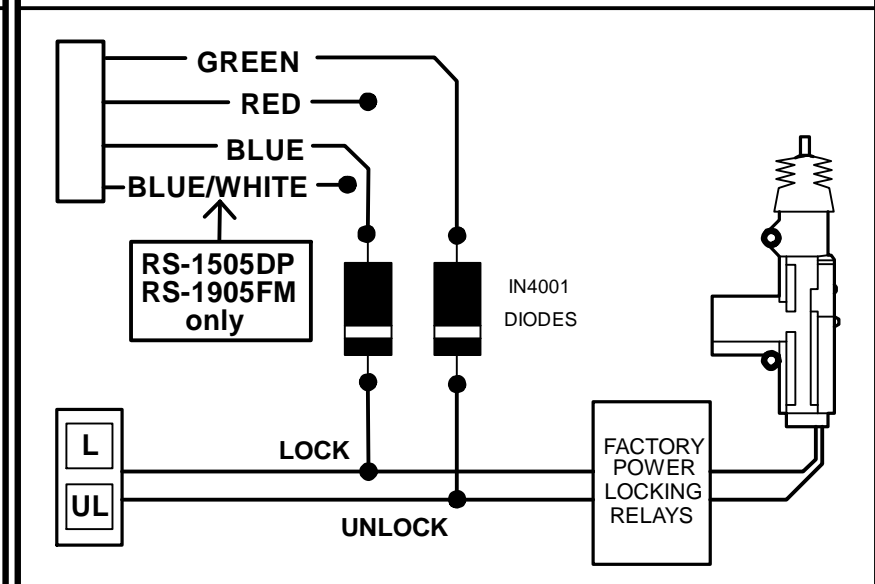 GREEN
RED
BLUE
BLUE/WHITE
RS-1505DP
RS-1905FM
only
IN4001
DIODES
L
LOCK
UL
UNLOCK
FACTORY
POWER
LOCKING
RELAYS